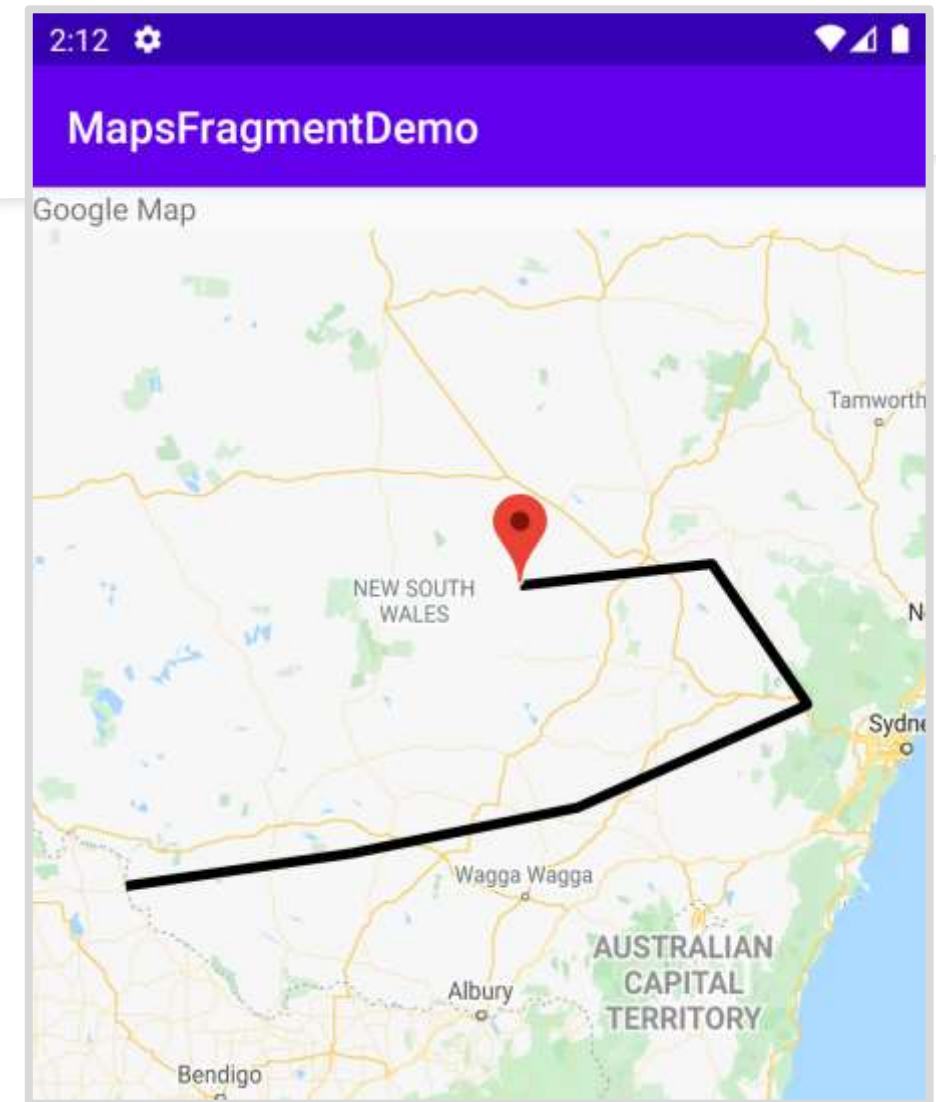 2:12
MapsFragmentDemo
Google Map
Tamworth
NEW SOUTH
WALES
N
Sydne
Wagga Wagga
AUSTRALIAN
CAPITAL
TERRITORY
Albury
Bendigo